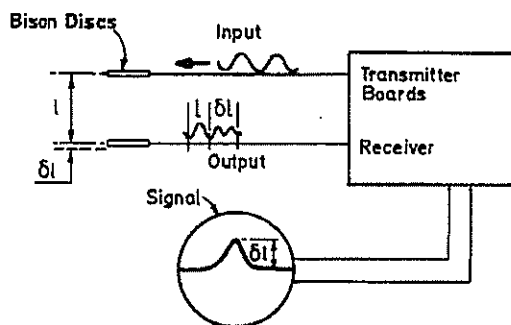 Bison Discs
Input
Transmitter
Boards
l
l δl
Output
Receiver
δl
Signal
δl